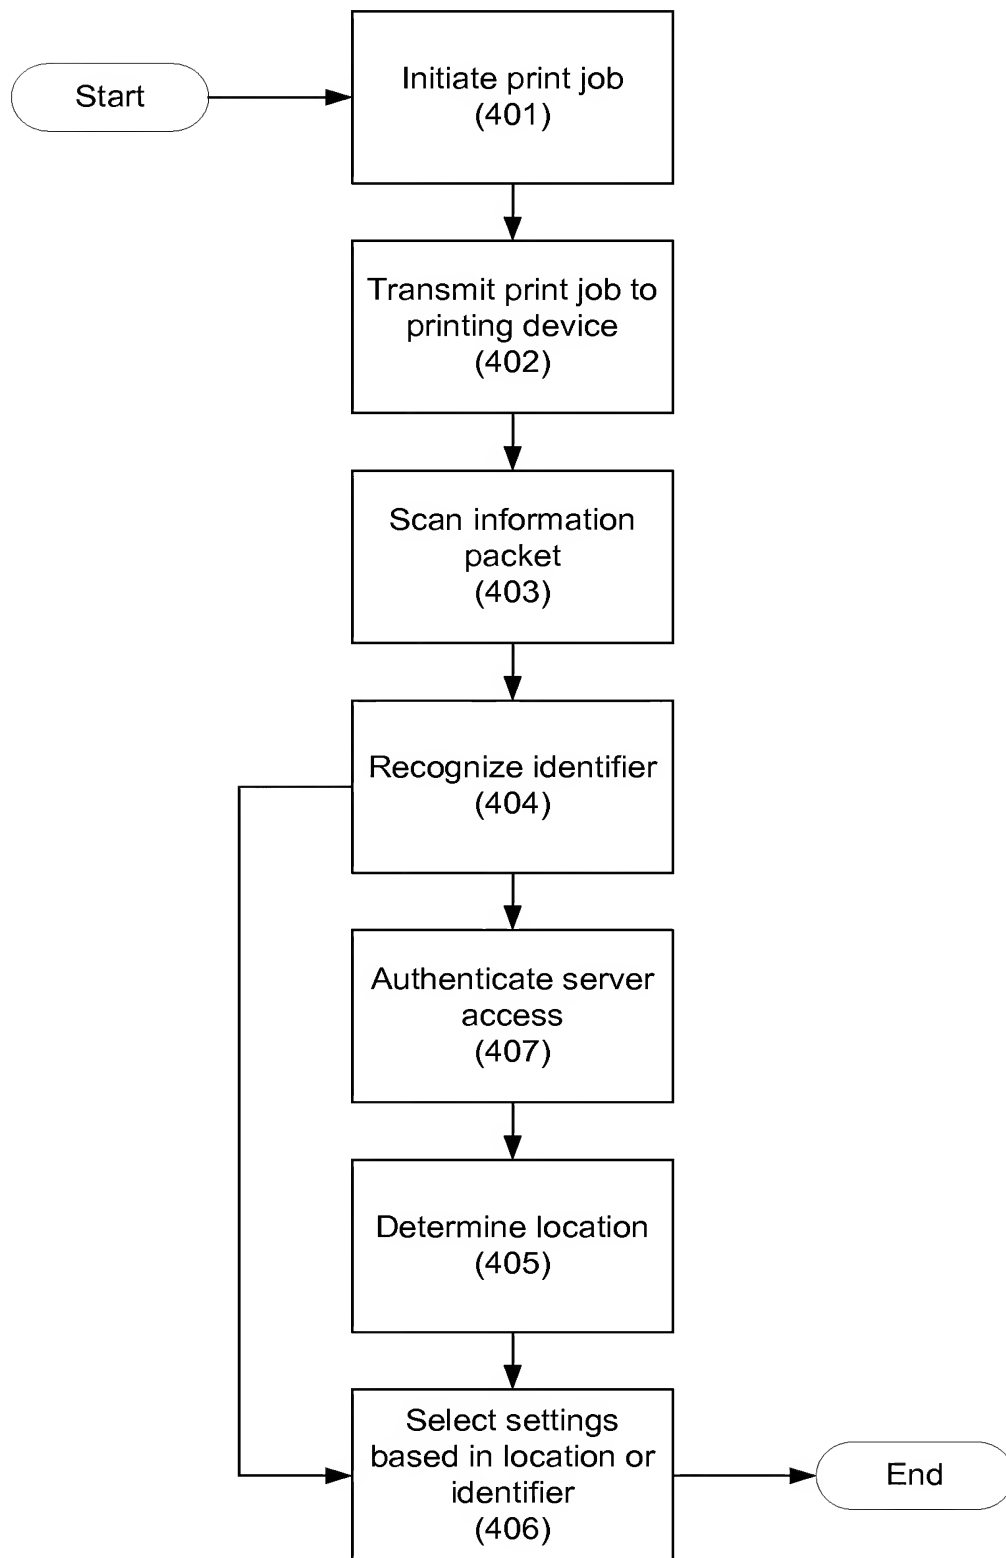 Start
Initiate print job
(401)
Transmit print job to
printing device
(402)
Scan information
packet
(403)
Recognize identifier
(404)
Authenticate server
access
(407)
Determine location
(405)
Select settings
based in location or
identifier
(406)
End